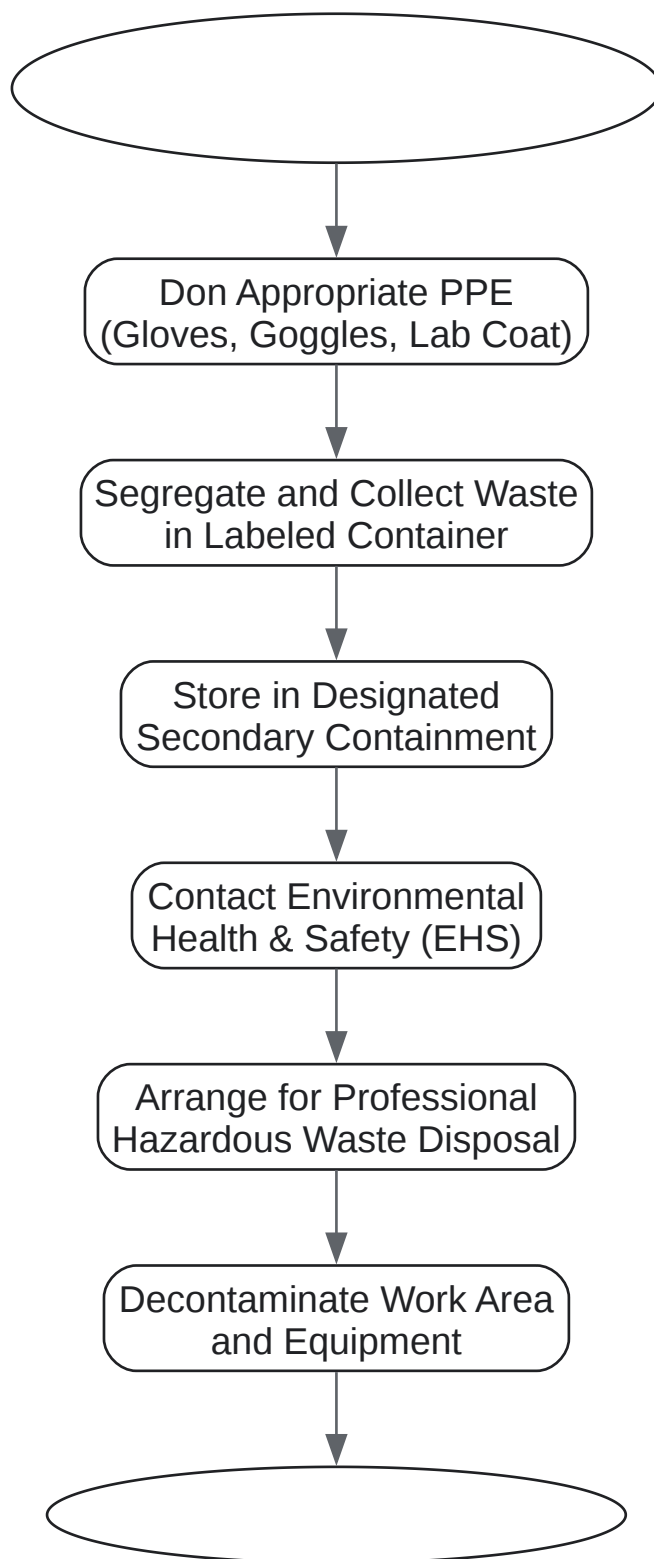 Don Appropriate PPE
(Gloves, Goggles, Lab Coat)
Segregate and Collect Waste
in Labeled Container
Store in Designated
Secondary Containment
Contact Environmental
Health & Safety (EHS)
Arrange for Professional
Hazardous Waste Disposal
Decontaminate Work Area
and Equipment